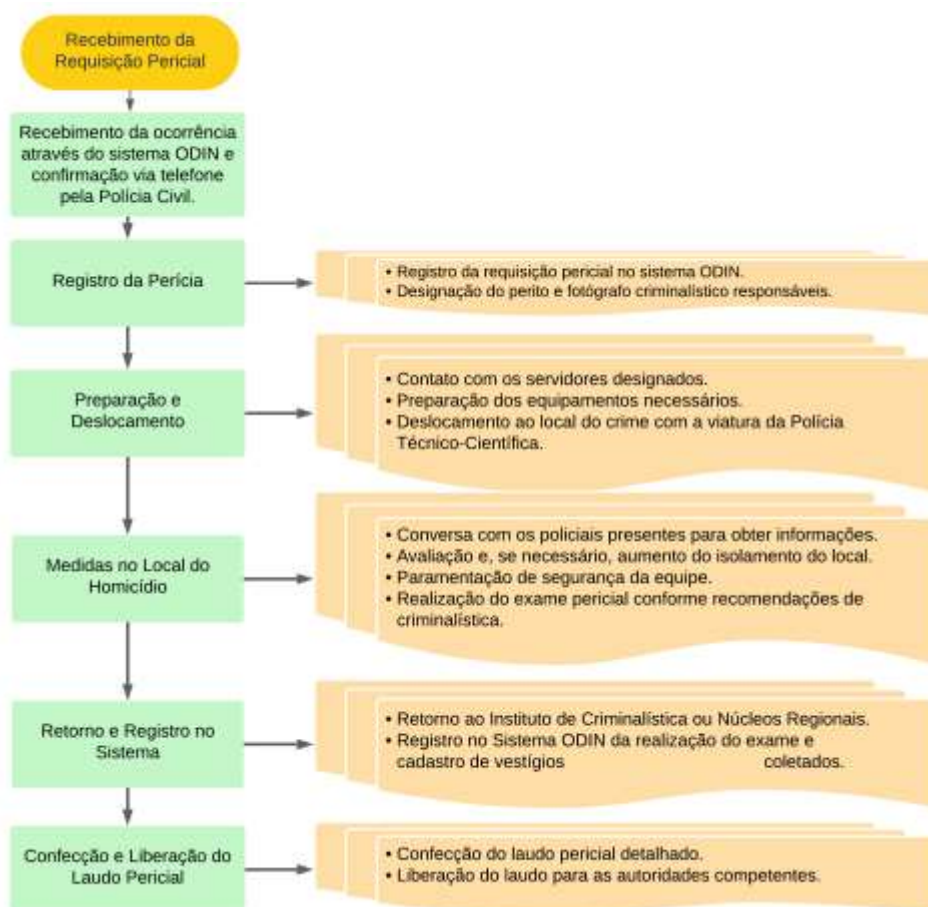 Recebimento da
Requisição Pericial
Recebimento da ocorrência
através do sistema ODIN e
confirmação via telefone
pela Polícia Civil.
Registro da Perícia
• Registro da requisição pericial no sistema ODIN.
• Designação do perito e fotógrafo criminalístico responsáveis.
Preparação e
Deslocamento
• Contato com os servidores designados.
• Preparação dos equipamentos necessários.
• Deslocamento ao local do crime com a viatura da Polícia
Técnico-Científica.
Medidas no Local do
Homicídio
• Conversa com os policiais presentes para obter informações.
• Avaliação e, se necessário, aumento do isolamento do local.
• Paramentação de segurança da equipe.
• Realização do exame pericial conforme recomendações de
criminalística.
Retorno e Registro no
Sistema
• Retorno ao Instituto de Criminalística ou Núcleos Regionais.
• Registro no Sistema ODIN da realização do exame e
cadastro de vestígios coletados.
Confecção e Liberação do
Laudo Pericial
• Confecção do laudo pericial detalhado.
• Liberação do laudo para as autoridades competentes.